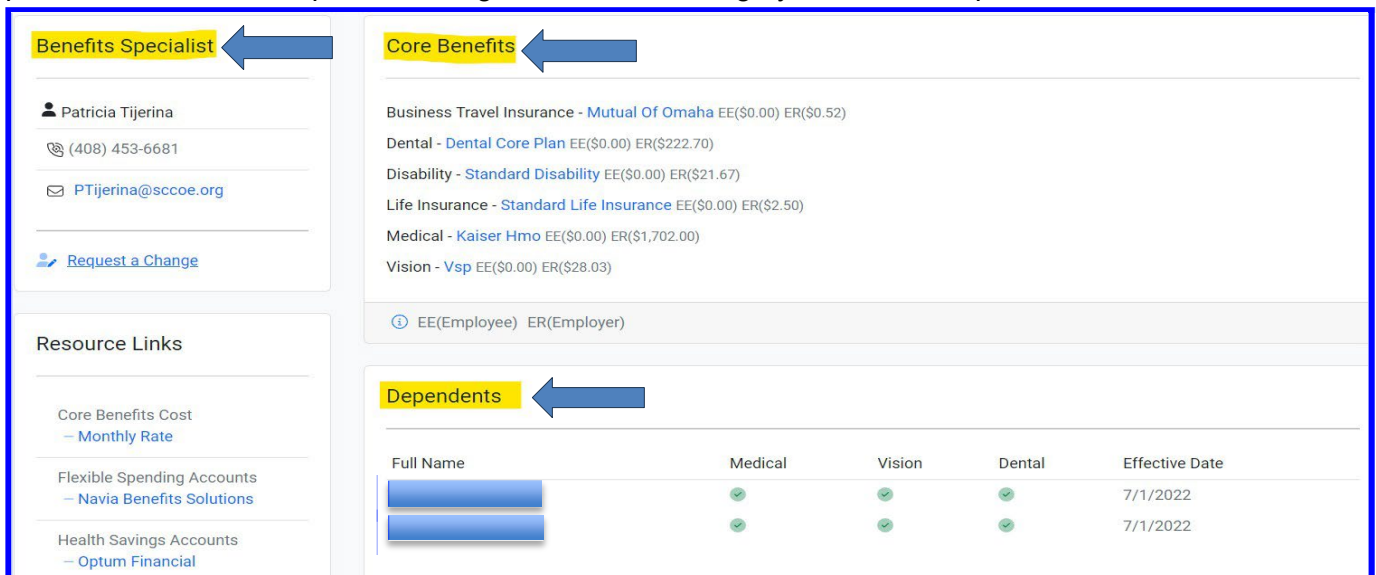 Benefits Specialist
Patricia Tijerina
(408) 453-6681
PTijerina@sccoe.org
Request a Change
Resource Links
Core Benefits Cost
– Monthly Rate
Flexible Spending Accounts
– Navia Benefits Solutions
Health Savings Accounts
– Optum Financial
Core Benefits
Business Travel Insurance - Mutual Of Omaha EE($0.00) ER($0.52)
Dental - Dental Core Plan EE($0.00) ER($222.70)
Disability - Standard Disability EE($0.00) ER($21.67)
Life Insurance - Standard Life Insurance EE($0.00) ER($2.50)
Medical - Kaiser Hmo EE($0.00) ER($1,702.00)
Vision - Vsp EE($0.00) ER($28.03)
EE(Employee) ER(Employer)
Dependents
Full Name Medical Vision Dental Effective Date
7/1/2022
7/1/2022